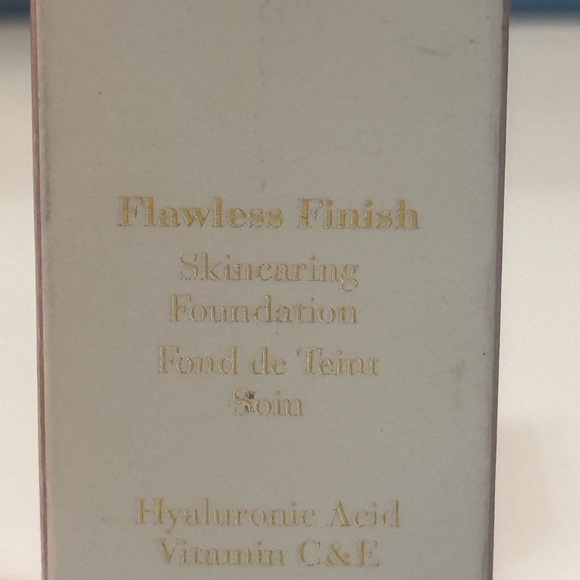 Flawless Finish
Skincaring
Foundation
Fond de Teint
Soin
Hyaluronic Acid
Vitamin C&E